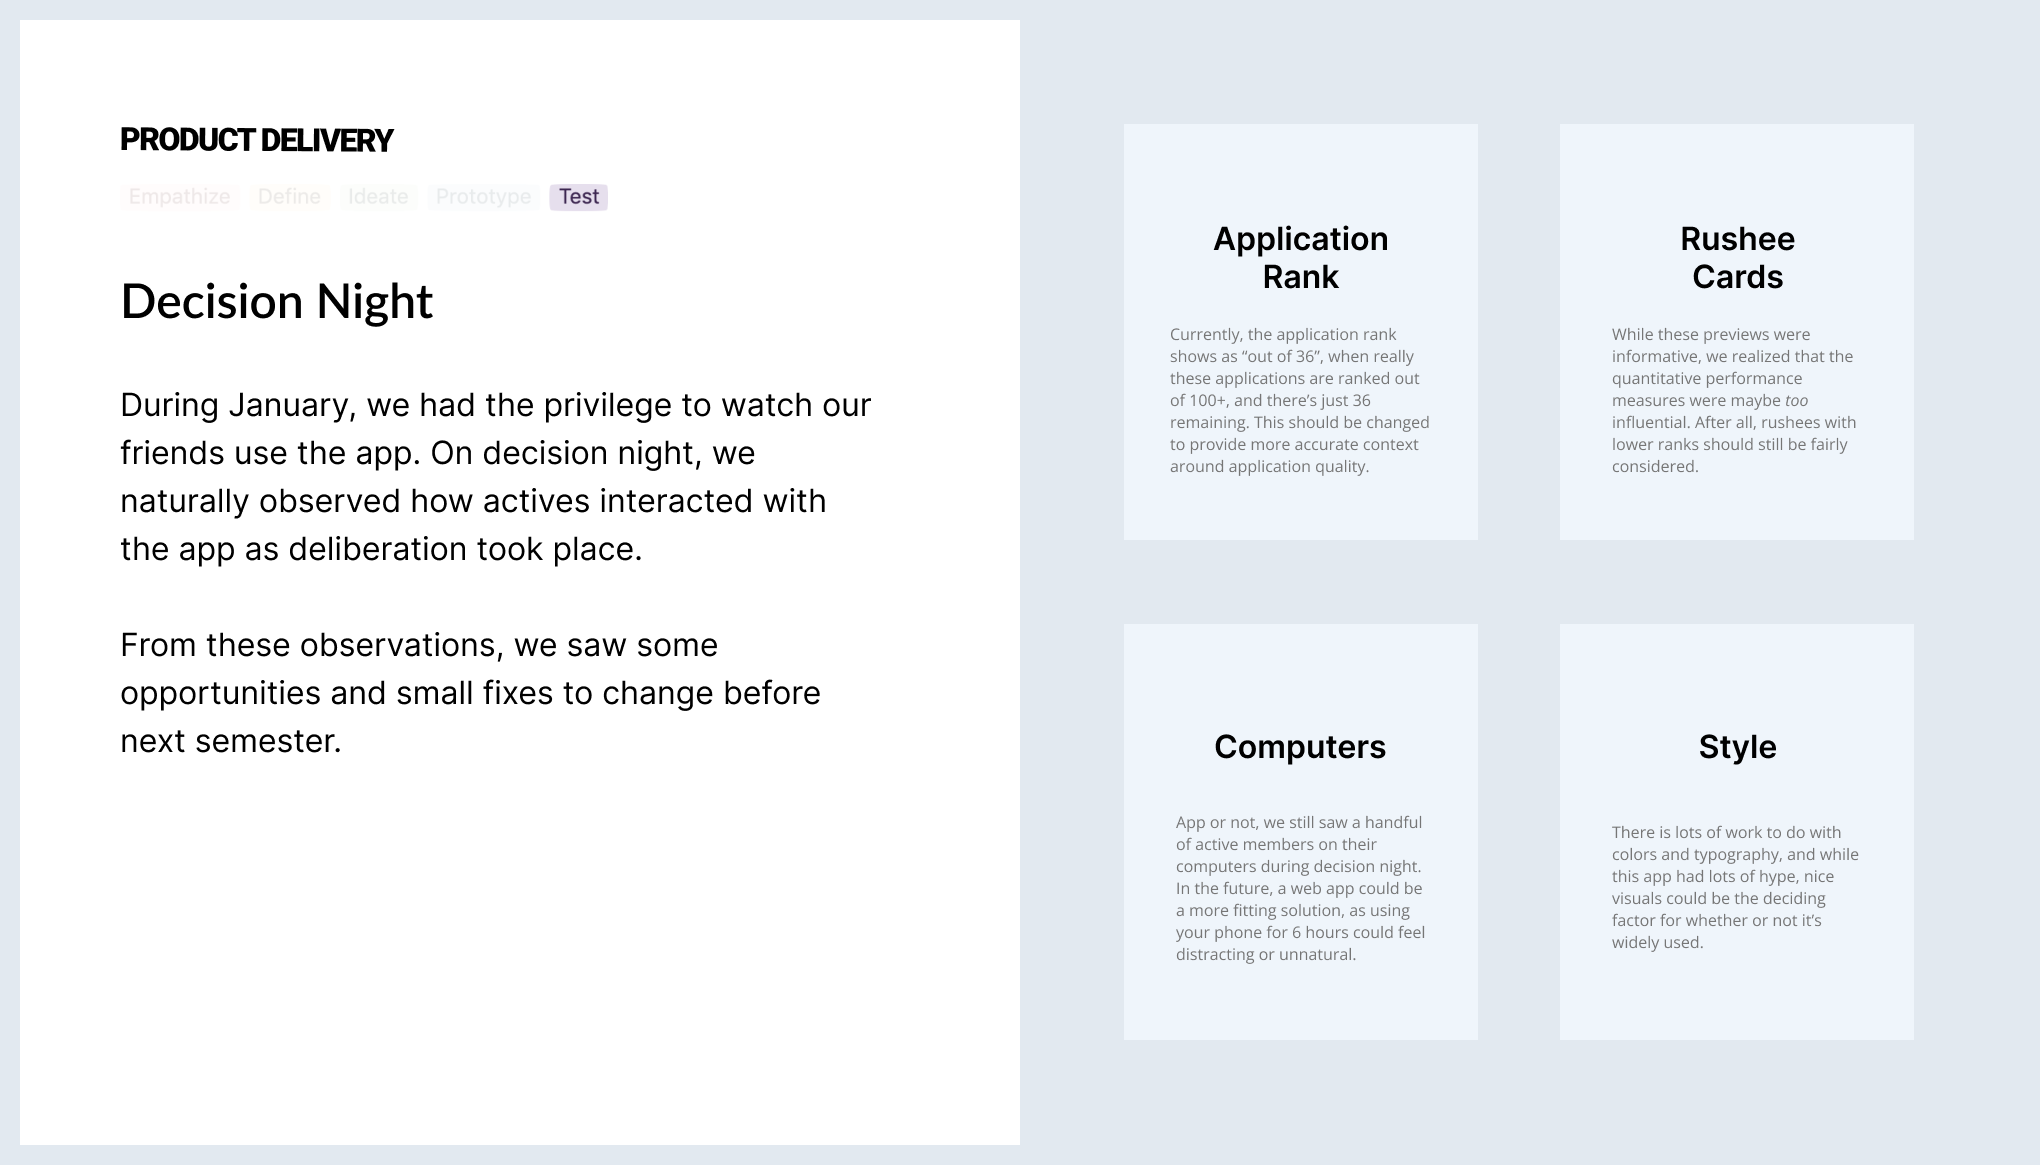 PRODUCT DELIVERY
Empathize Define Ideate Prototype Test
Decision Night
During January, we had the privilege to watch our
friends use the app. On decision night, we
naturally observed how actives interacted with
the app as deliberation took place.
From these observations, we saw some
opportunities and small fixes to change before
next semester.
Application
Rank
Currently, the application rank
shows as “out of 36”, when really
these applications are ranked out
of 100+, and there’s just 36
remaining. This should be changed
to provide more accurate context
around application quality.
Rushee
Cards
While these previews were
informative, we realized that the
quantitative performance
measures were maybe too
influential. After all, rushees with
lower ranks should still be fairly
considered.
Computers
App or not, we still saw a handful
of active members on their
computers during decision night.
In the future, a web app could be
a more fitting solution, as using
your phone for 6 hours could feel
distracting or unnatural.
Style
There is lots of work to do with
colors and typography, and while
this app had lots of hype, nice
visuals could be the deciding
factor for whether or not it’s
widely used.